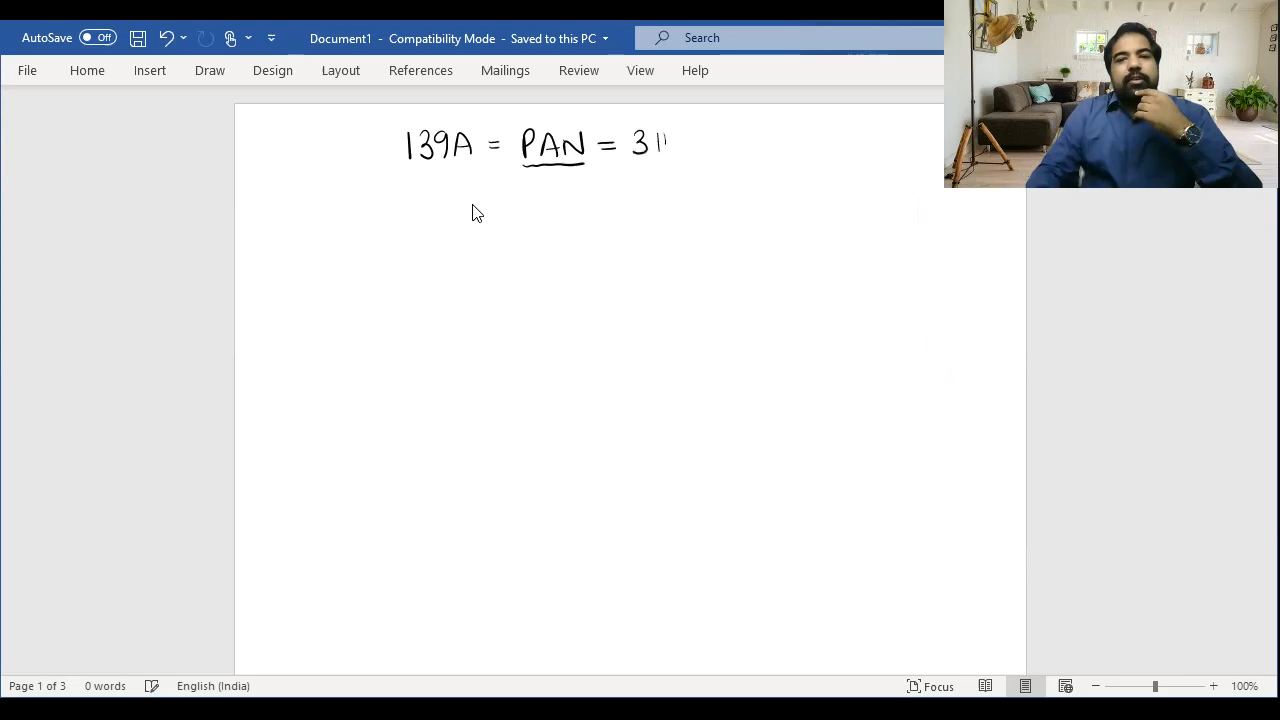 AutoSave Off Document1 - Compatibility Mode - Saved to this PC Search
File Home Insert Draw Design Layout References Mailings Review View Help
139A = PAN = 3
Page 1 of 3 0 words English (India) Focus 100%